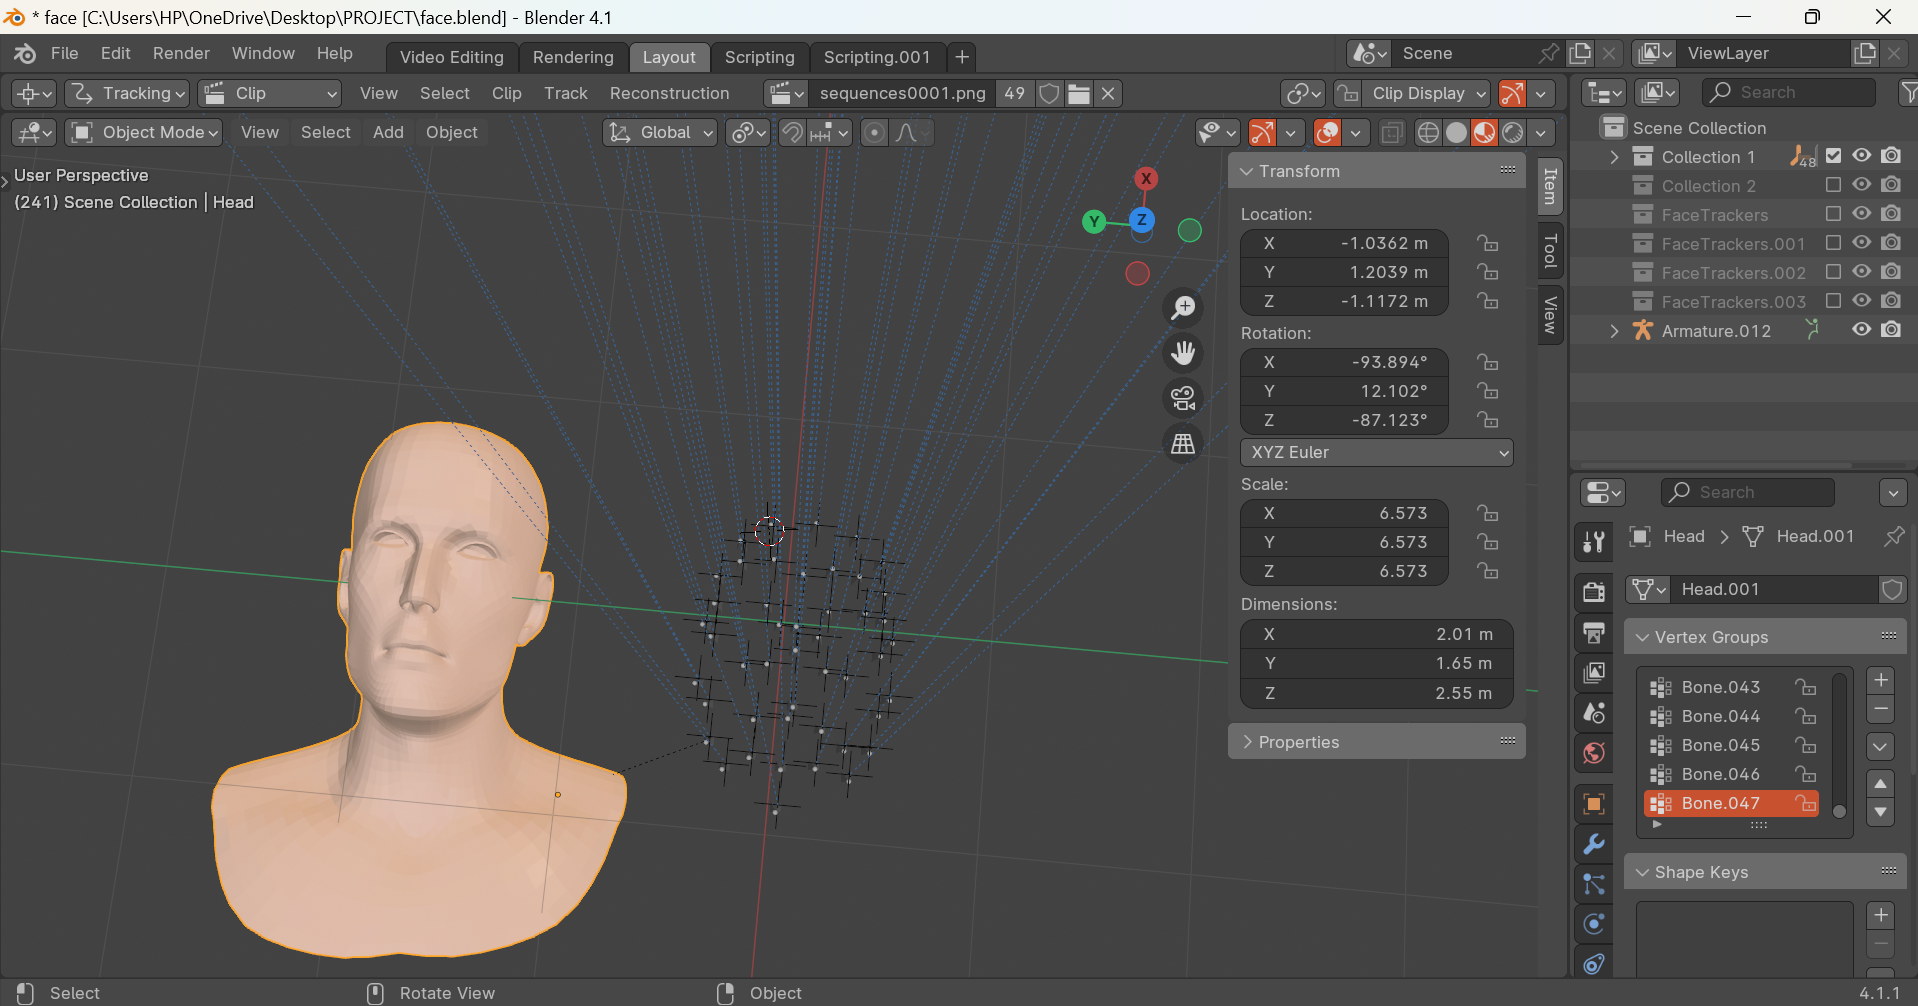 * face [C:\Users\HP\OneDrive\Desktop\PROJECT\face.blend] - Blender 4.1
File Edit Render Window Help
Video Editing Rendering Layout Scripting Scripting.001 +
Scene
ViewLayer
Tracking Clip View Select Clip Track Reconstruction sequences0001.png 49 Clip Display
Search
Object Mode View Select Add Object Global
User Perspective
(241) Scene Collection | Head
X
Y
Z
Transform
Location:
X -1.0362 m
Y 1.2039 m
Z -1.1172 m
Rotation:
X -93.894°
Y 12.102°
Z -87.123°
XYZ Euler
Scale:
X 6.573
Y 6.573
Z 6.573
Dimensions:
X 2.01 m
Y 1.65 m
Z 2.55 m
Properties
Item
Tool
View
Scene Collection
Collection 1 48
Collection 2
FaceTrackers
FaceTrackers.001
FaceTrackers.002
FaceTrackers.003
Armature.012
Search
Head > Head.001
Head.001
Vertex Groups
Bone.043
Bone.044
Bone.045
Bone.046
Bone.047
Shape Keys
Select Rotate View Object 4.1.1